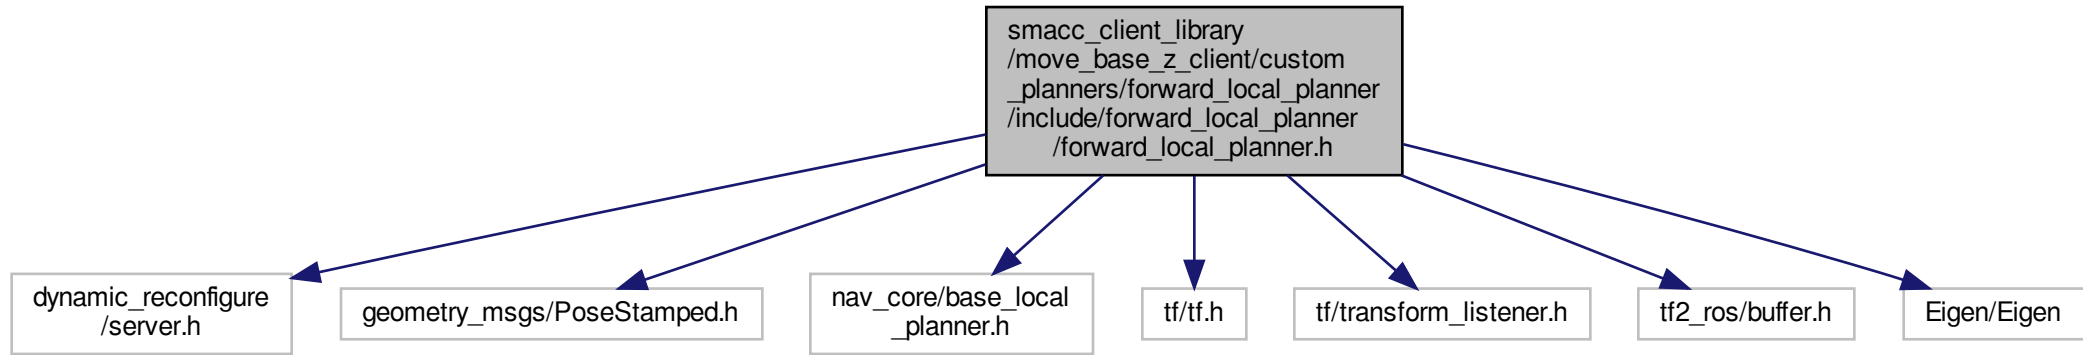 smacc_client_library
/move_base_z_client/custom
_planners/forward_local_planner
/include/forward_local_planner
/forward_local_planner.h
dynamic_reconfigure
/server.h
geometry_msgs/PoseStamped.h
nav_core/base_local
_planner.h
tf/tf.h
tf/transform_listener.h
tf2_ros/buffer.h
Eigen/Eigen